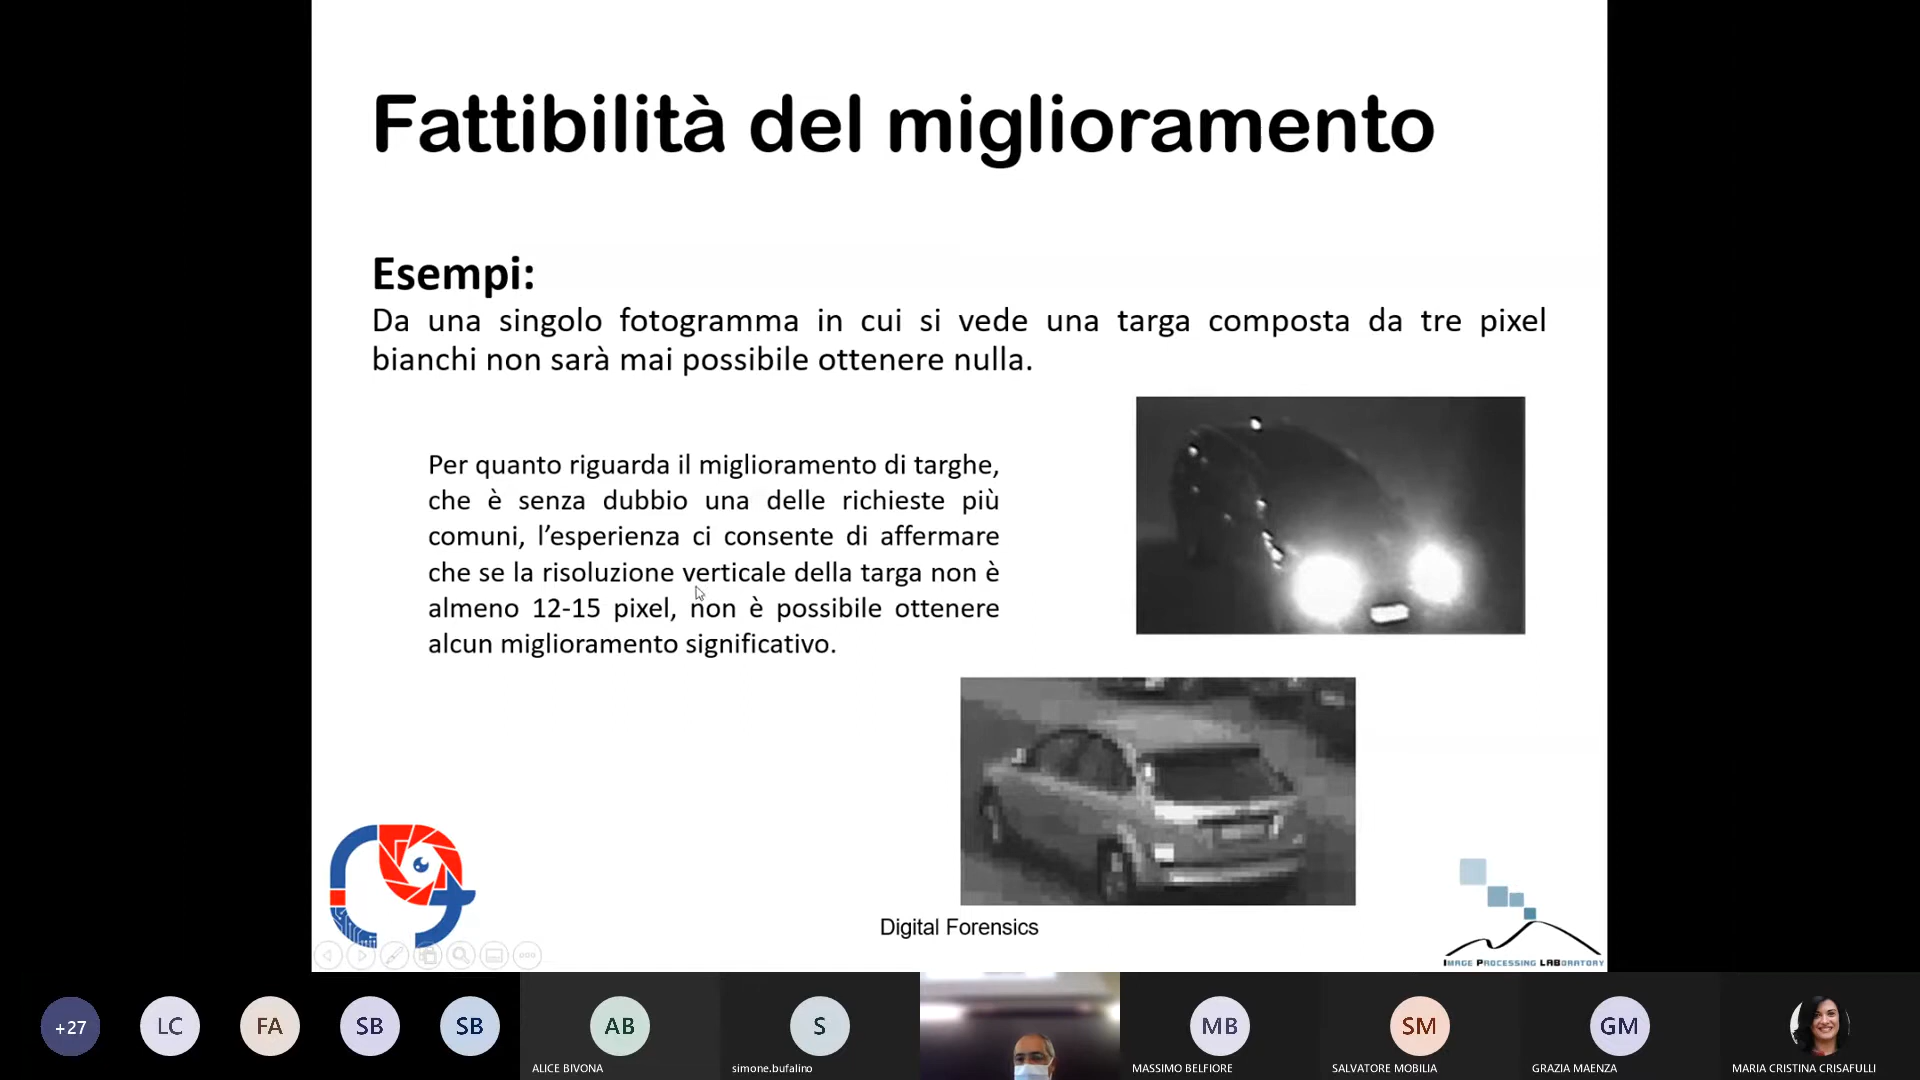 Fattibilità del miglioramento
Esempi:
Da una singolo fotogramma in cui si vede una targa composta da tre pixel
bianchi non sarà mai possibile ottenere nulla.
Per quanto riguarda il miglioramento di targhe,
che è senza dubbio una delle richieste più
comuni, l’esperienza ci consente di affermare
che se la risoluzione verticale della targa non è
almeno 12-15 pixel, non è possibile ottenere
alcun miglioramento significativo.
Digital Forensics
IMAGE PROCESSING LABORATORY
+27
LC
FA
SB
SB
AB
S
MB
SM
GM
ALICE BIVONA
simone.bufalino
MASSIMO BELFIORE
SALVATORE MOBILIA
GRAZIA MAENZA
MARIA CRISTINA CRISAFULLI